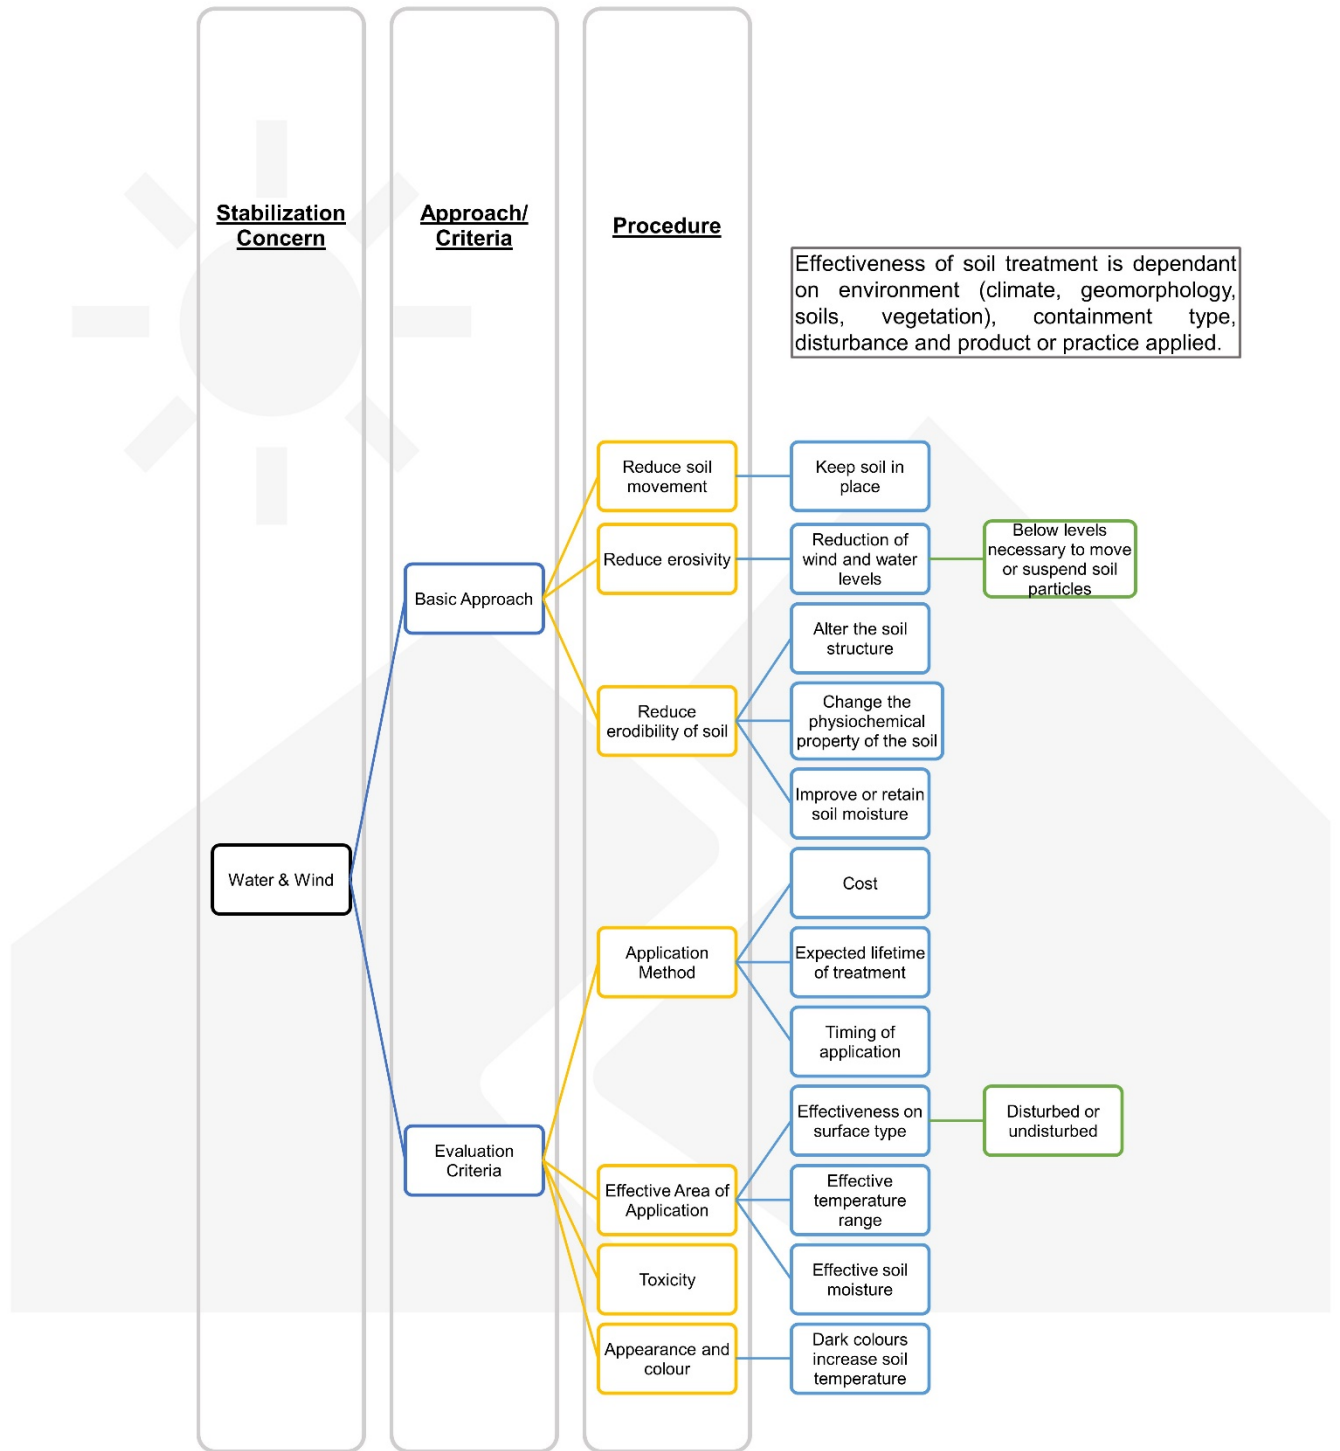 Stabilization
Concern
Approach/
Criteria
Procedure
Effectiveness of soil treatment is dependant
on environment (climate, geomorphology,
soils, vegetation), containment type,
disturbance and product or practice applied.
Reduce soil
movement
Keep soil in
place
Reduce erosivity
Reduction of
wind and water
levels
Below levels
necessary to move
or suspend soil
particles
Basic Approach
Alter the soil
structure
Reduce
erodibility of soil
Change the
physiochemical
property of the soil
Improve or retain
soil moisture
Water & Wind
Cost
Application
Method
Expected lifetime
of treatment
Timing of
application
Evaluation
Criteria
Effectiveness on
surface type
Disturbed or
undisturbed
Effective Area of
Application
Effective
temperature
range
Toxicity
Effective soil
moisture
Appearance and
colour
Dark colours
increase soil
temperature